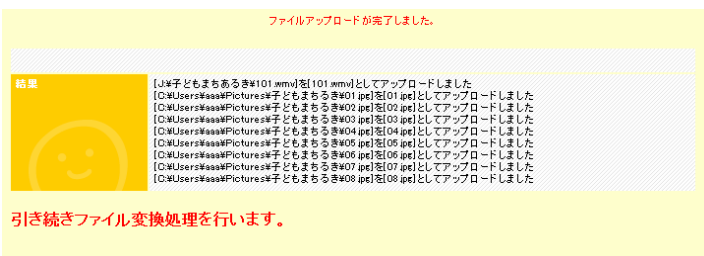 ファイルアップロードが完了しました。
結果
[J:¥子どもまちあるき¥101.wmv]を[101.wmv]としてアップロードしました
[C:¥Users¥aaa¥Pictures¥子どもまちるき¥01.jpg]を[01.jpg]としてアップロードしました
[C:¥Users¥aaa¥Pictures¥子どもまちるき¥02.jpg]を[02.jpg]としてアップロードしました
[C:¥Users¥aaa¥Pictures¥子どもまちるき¥03.jpg]を[03.jpg]としてアップロードしました
[C:¥Users¥aaa¥Pictures¥子どもまちるき¥04.jpg]を[04.jpg]としてアップロードしました
[C:¥Users¥aaa¥Pictures¥子どもまちるき¥05.jpg]を[05.jpg]としてアップロードしました
[C:¥Users¥aaa¥Pictures¥子どもまちるき¥06.jpg]を[06.jpg]としてアップロードしました
[C:¥Users¥aaa¥Pictures¥子どもまちるき¥07.jpg]を[07.jpg]としてアップロードしました
[C:¥Users¥aaa¥Pictures¥子どもまちるき¥08.jpg]を[08.jpg]としてアップロードしました
引き続きファイル変換処理を行います。